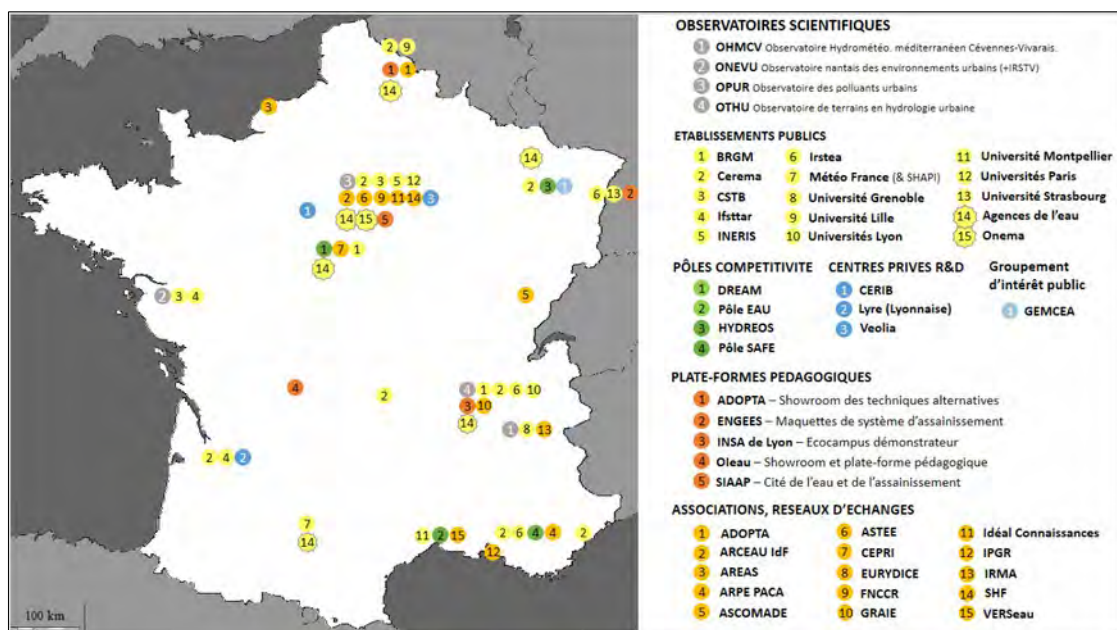 2 9
1 1
14
3
14
3 2 3 5 12
2 3 1
2 6 9 11 14 3
6 13 2
1
14 15 5
1 7 1
14
2 3 4
5
4
2
4 1 2 6 10
3 10
14
1 8 13
2 4 2
7
14
11 2 15
2 6 4 4
2
12
100 km
OBSERVATOIRES SCIENTIFIQUES
1 OHMCV Observatoire Hydrométéo. méditerranéen Cévennes-Vivarais.
2 ONEVU Observatoire nantais des environnements urbains (+IRSTV)
3 OPUR Observatoire des polluants urbains
4 OTHU Observatoire de terrains en hydrologie urbaine
ETABLISSEMENTS PUBLICS
1 BRGM 6 Irstea 11 Université Montpellier
2 Cerema 7 Météo France (& SHAPI) 12 Universités Paris
3 CSTB 8 Université Grenoble 13 Université Strasbourg
4 Ifsttar 9 Université Lille 14 Agences de l'eau
5 INERIS 10 Universités Lyon 15 Onema
PÔLES COMPETITIVITE CENTRES PRIVES R&D Groupement
d'intérêt public
1 DREAM 1 CERIB
2 Pôle EAU 2 Lyre (Lyonnaise) 1 GEMCEA
3 HYDREOS 3 Veolia
4 Pôle SAFE
PLATE-FORMES PEDAGOGIQUES
1 ADOPTA – Showroom des techniques alternatives
2 ENGEES – Maquettes de système d'assainissement
3 INSA de Lyon – Ecocampus démonstrateur
4 OIeau – Showroom et plate-forme pédagogique
5 SIAAP – Cité de l'eau et de l'assainissement
ASSOCIATIONS, RESEAUX D'ECHANGES
1 ADOPTA 6 ASTEE 11 Idéal Connaissances
2 ARCEAU IdF 7 CEPRI 12 IPGR
3 AREAS 8 EURYDICE 13 IRMA
4 ARPE PACA 9 FNCCR 14 SHF
5 ASCOMADE 10 GRAIE 15 VERSeau